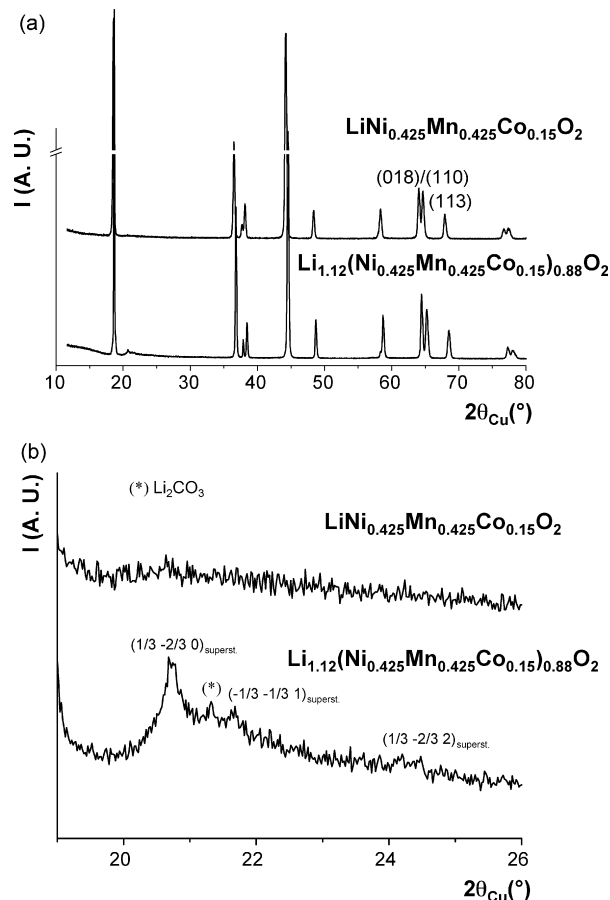 (a)
I (A. U.)
LiNi0.425Mn0.425Co0.15O2
(018)/(110)
(113)
Li1.12(Ni0.425Mn0.425Co0.15)0.88O2
10 20 30 40 50 60 70 80
2θCu(°)
(b)
I (A. U.)
(*) Li2CO3
LiNi0.425Mn0.425Co0.15O2
Li1.12(Ni0.425Mn0.425Co0.15)0.88O2
(1/3 -2/3 0)superst.
(*) (-1/3 -1/3 1)superst.
(1/3 -2/3 2)superst.
20 22 24 26
2θCu(°)